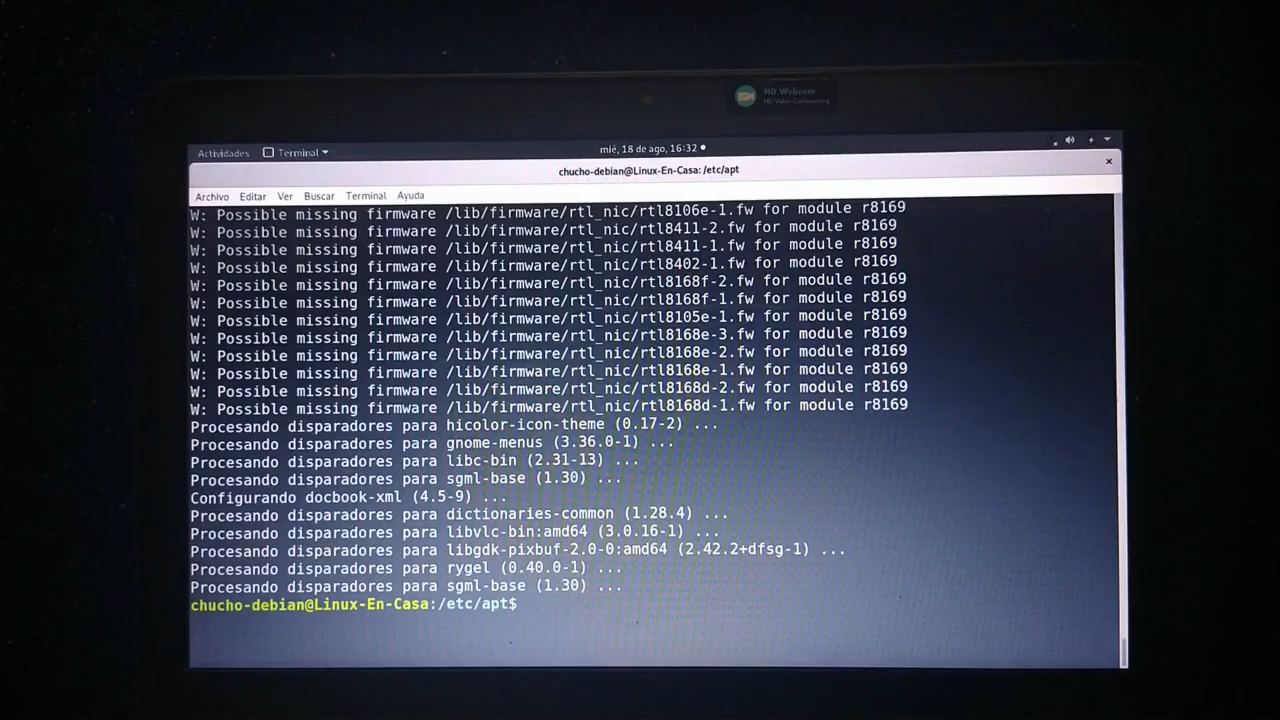 HD Webcam
HD Video Conferencing
Actividades Terminal mié, 18 de ago, 16:32
chucho-debian@Linux-En-Casa: /etc/apt
Archivo Editar Ver Buscar Terminal Ayuda
W: Possible missing firmware /lib/firmware/rtl_nic/rtl8106e-1.fw for module r8169
W: Possible missing firmware /lib/firmware/rtl_nic/rtl8411-2.fw for module r8169
W: Possible missing firmware /lib/firmware/rtl_nic/rtl8411-1.fw for module r8169
W: Possible missing firmware /lib/firmware/rtl_nic/rtl8402-1.fw for module r8169
W: Possible missing firmware /lib/firmware/rtl_nic/rtl8168f-2.fw for module r8169
W: Possible missing firmware /lib/firmware/rtl_nic/rtl8168f-1.fw for module r8169
W: Possible missing firmware /lib/firmware/rtl_nic/rtl8105e-1.fw for module r8169
W: Possible missing firmware /lib/firmware/rtl_nic/rtl8168e-3.fw for module r8169
W: Possible missing firmware /lib/firmware/rtl_nic/rtl8168e-2.fw for module r8169
W: Possible missing firmware /lib/firmware/rtl_nic/rtl8168e-1.fw for module r8169
W: Possible missing firmware /lib/firmware/rtl_nic/rtl8168d-2.fw for module r8169
W: Possible missing firmware /lib/firmware/rtl_nic/rtl8168d-1.fw for module r8169
Procesando disparadores para hicolor-icon-theme (0.17-2) ...
Procesando disparadores para gnome-menus (3.36.0-1) ...
Procesando disparadores para libc-bin (2.31-13) ...
Procesando disparadores para sgml-base (1.30) ...
Configurando docbook-xml (4.5-9) ...
Procesando disparadores para dictionaries-common (1.28.4) ...
Procesando disparadores para libvlc-bin:amd64 (3.0.16-1) ...
Procesando disparadores para libgdk-pixbuf-2.0-0:amd64 (2.42.2+dfsg-1) ...
Procesando disparadores para rygel (0.40.0-1) ...
Procesando disparadores para sgml-base (1.30) ...
chucho-debian@Linux-En-Casa:/etc/apt$